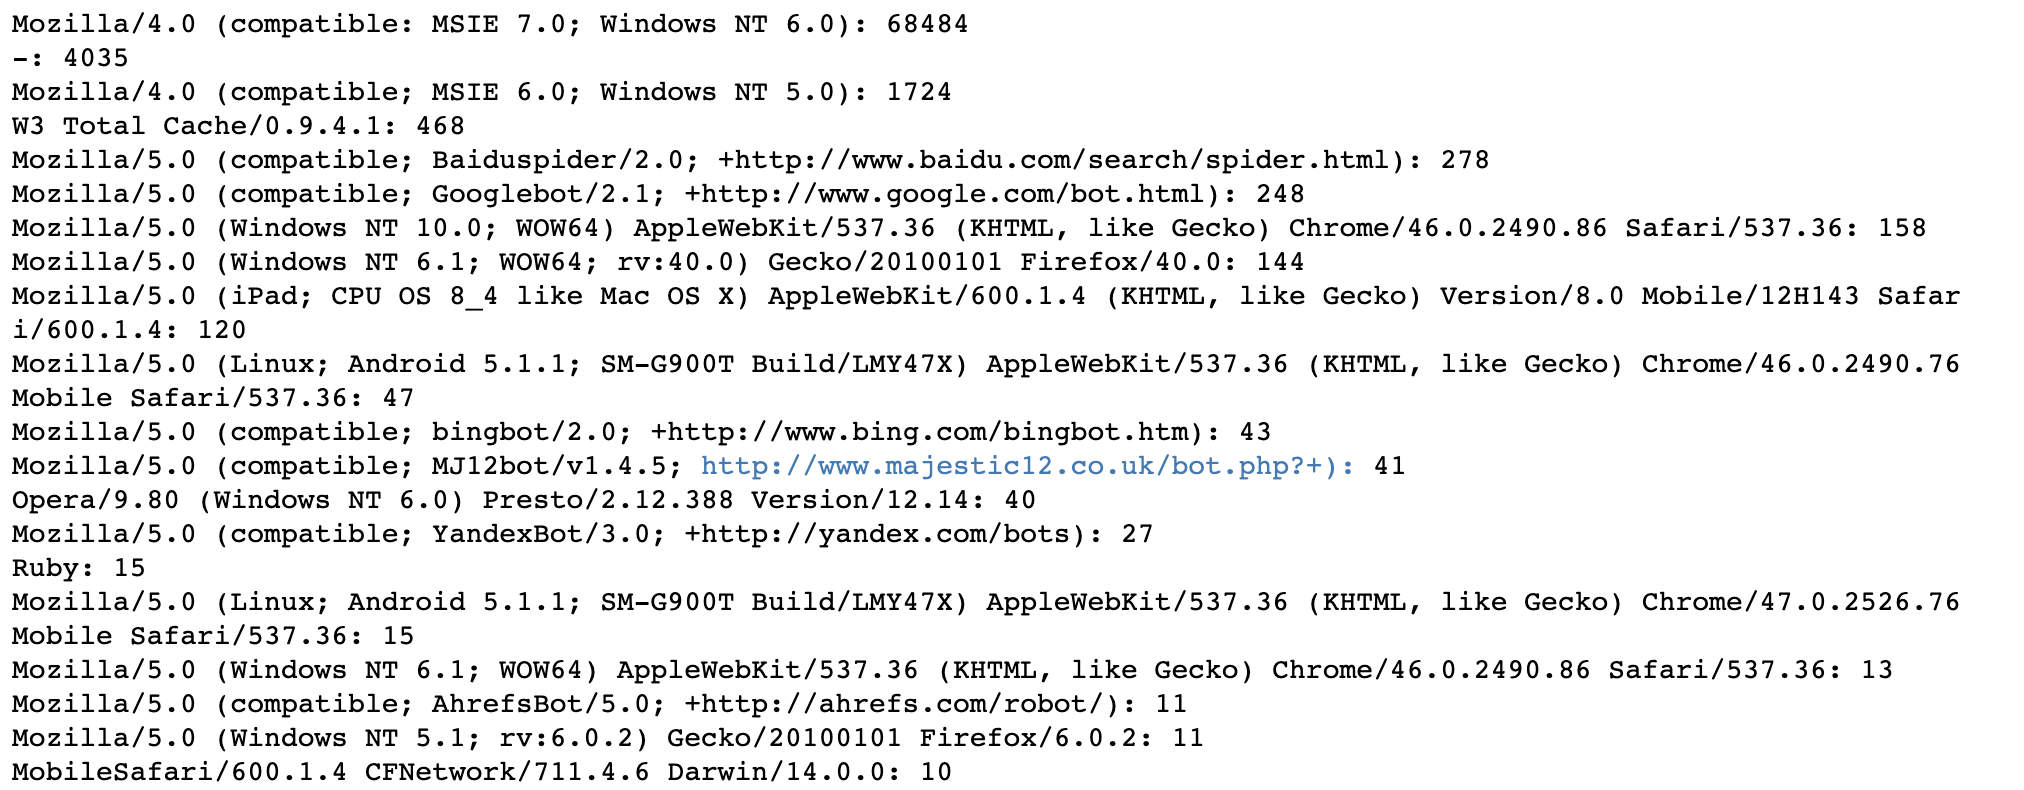 Mozilla/4.0 (compatible: MSIE 7.0; Windows NT 6.0): 68484
-: 4035
Mozilla/4.0 (compatible; MSIE 6.0; Windows NT 5.0): 1724
W3 Total Cache/0.9.4.1: 468
Mozilla/5.0 (compatible; Baiduspider/2.0; +http://www.baidu.com/search/spider.html): 278
Mozilla/5.0 (compatible; Googlebot/2.1; +http://www.google.com/bot.html): 248
Mozilla/5.0 (Windows NT 10.0; WOW64) AppleWebKit/537.36 (KHTML, like Gecko) Chrome/46.0.2490.86 Safari/537.36: 158
Mozilla/5.0 (Windows NT 6.1; WOW64; rv:40.0) Gecko/20100101 Firefox/40.0: 144
Mozilla/5.0 (iPad; CPU OS 8_4 like Mac OS X) AppleWebKit/600.1.4 (KHTML, like Gecko) Version/8.0 Mobile/12H143 Safar
i/600.1.4: 120
Mozilla/5.0 (Linux; Android 5.1.1; SM-G900T Build/LMY47X) AppleWebKit/537.36 (KHTML, like Gecko) Chrome/46.0.2490.76
Mobile Safari/537.36: 47
Mozilla/5.0 (compatible; bingbot/2.0; +http://www.bing.com/bingbot.htm): 43
Mozilla/5.0 (compatible; MJ12bot/v1.4.5; http://www.majestic12.co.uk/bot.php?+): 41
Opera/9.80 (Windows NT 6.0) Presto/2.12.388 Version/12.14: 40
Mozilla/5.0 (compatible; YandexBot/3.0; +http://yandex.com/bots): 27
Ruby: 15
Mozilla/5.0 (Linux; Android 5.1.1; SM-G900T Build/LMY47X) AppleWebKit/537.36 (KHTML, like Gecko) Chrome/47.0.2526.76
Mobile Safari/537.36: 15
Mozilla/5.0 (Windows NT 6.1; WOW64) AppleWebKit/537.36 (KHTML, like Gecko) Chrome/46.0.2490.86 Safari/537.36: 13
Mozilla/5.0 (compatible; AhrefsBot/5.0; +http://ahrefs.com/robot/): 11
Mozilla/5.0 (Windows NT 5.1; rv:6.0.2) Gecko/20100101 Firefox/6.0.2: 11
MobileSafari/600.1.4 CFNetwork/711.4.6 Darwin/14.0.0: 10